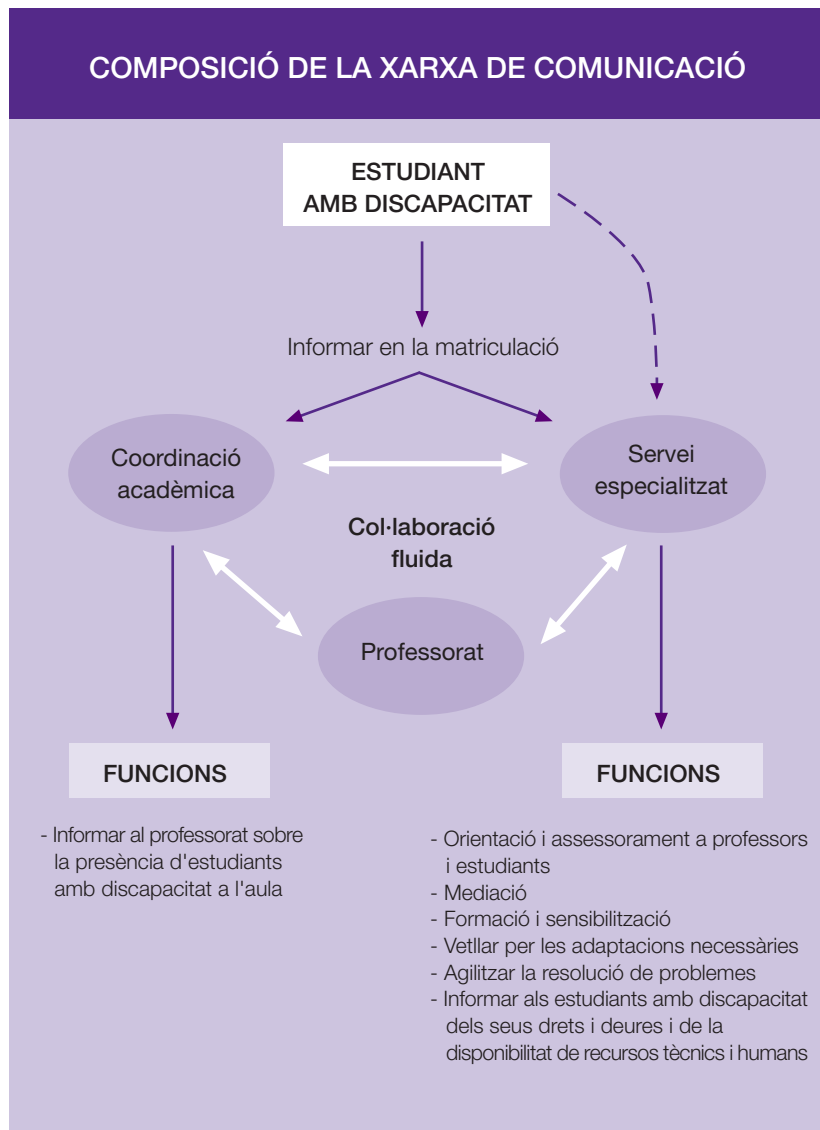 COMPOSICIÓ DE LA XARXA DE COMUNICACIÓ
ESTUDIANT
AMB DISCAPACITAT
Informar en la matriculació
Coordinació
acadèmica
Servei
especialitzat
Col·laboració
fluida
Professorat
FUNCIONS
- Informar al professorat sobre
la presència d'estudiants
amb discapacitat a l'aula
FUNCIONS
- Orientació i assessorament a professors
i estudiants
- Mediació
- Formació i sensibilització
- Vetllar per les adaptacions necessàries
- Agilitzar la resolució de problemes
- Informar als estudiants amb discapacitat
dels seus drets i deures i de la
disponibilitat de recursos tècnics i humans